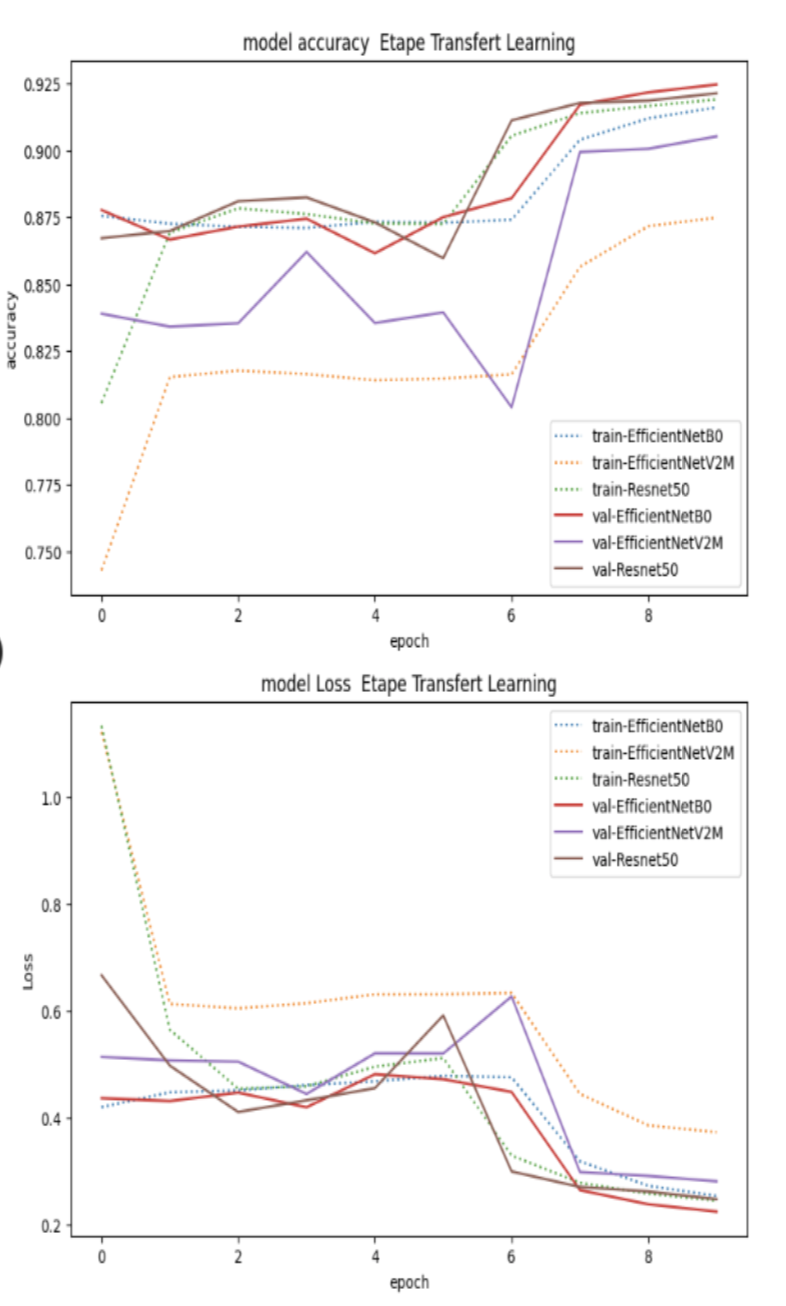 model accuracy  Etape Transfert Learning
0.925
0.900
0.875
0.850
0.825
0.800
0.775
0.750
accuracy
train-EfficientNetB0
train-EfficientNetV2M
train-Resnet50
val-EfficientNetB0
val-EfficientNetV2M
val-Resnet50
0 2 4 6 8
epoch
model Loss  Etape Transfert Learning
train-EfficientNetB0
train-EfficientNetV2M
train-Resnet50
val-EfficientNetB0
val-EfficientNetV2M
val-Resnet50
1.0
0.8
0.6
0.4
0.2
Loss
0 2 4 6 8
epoch